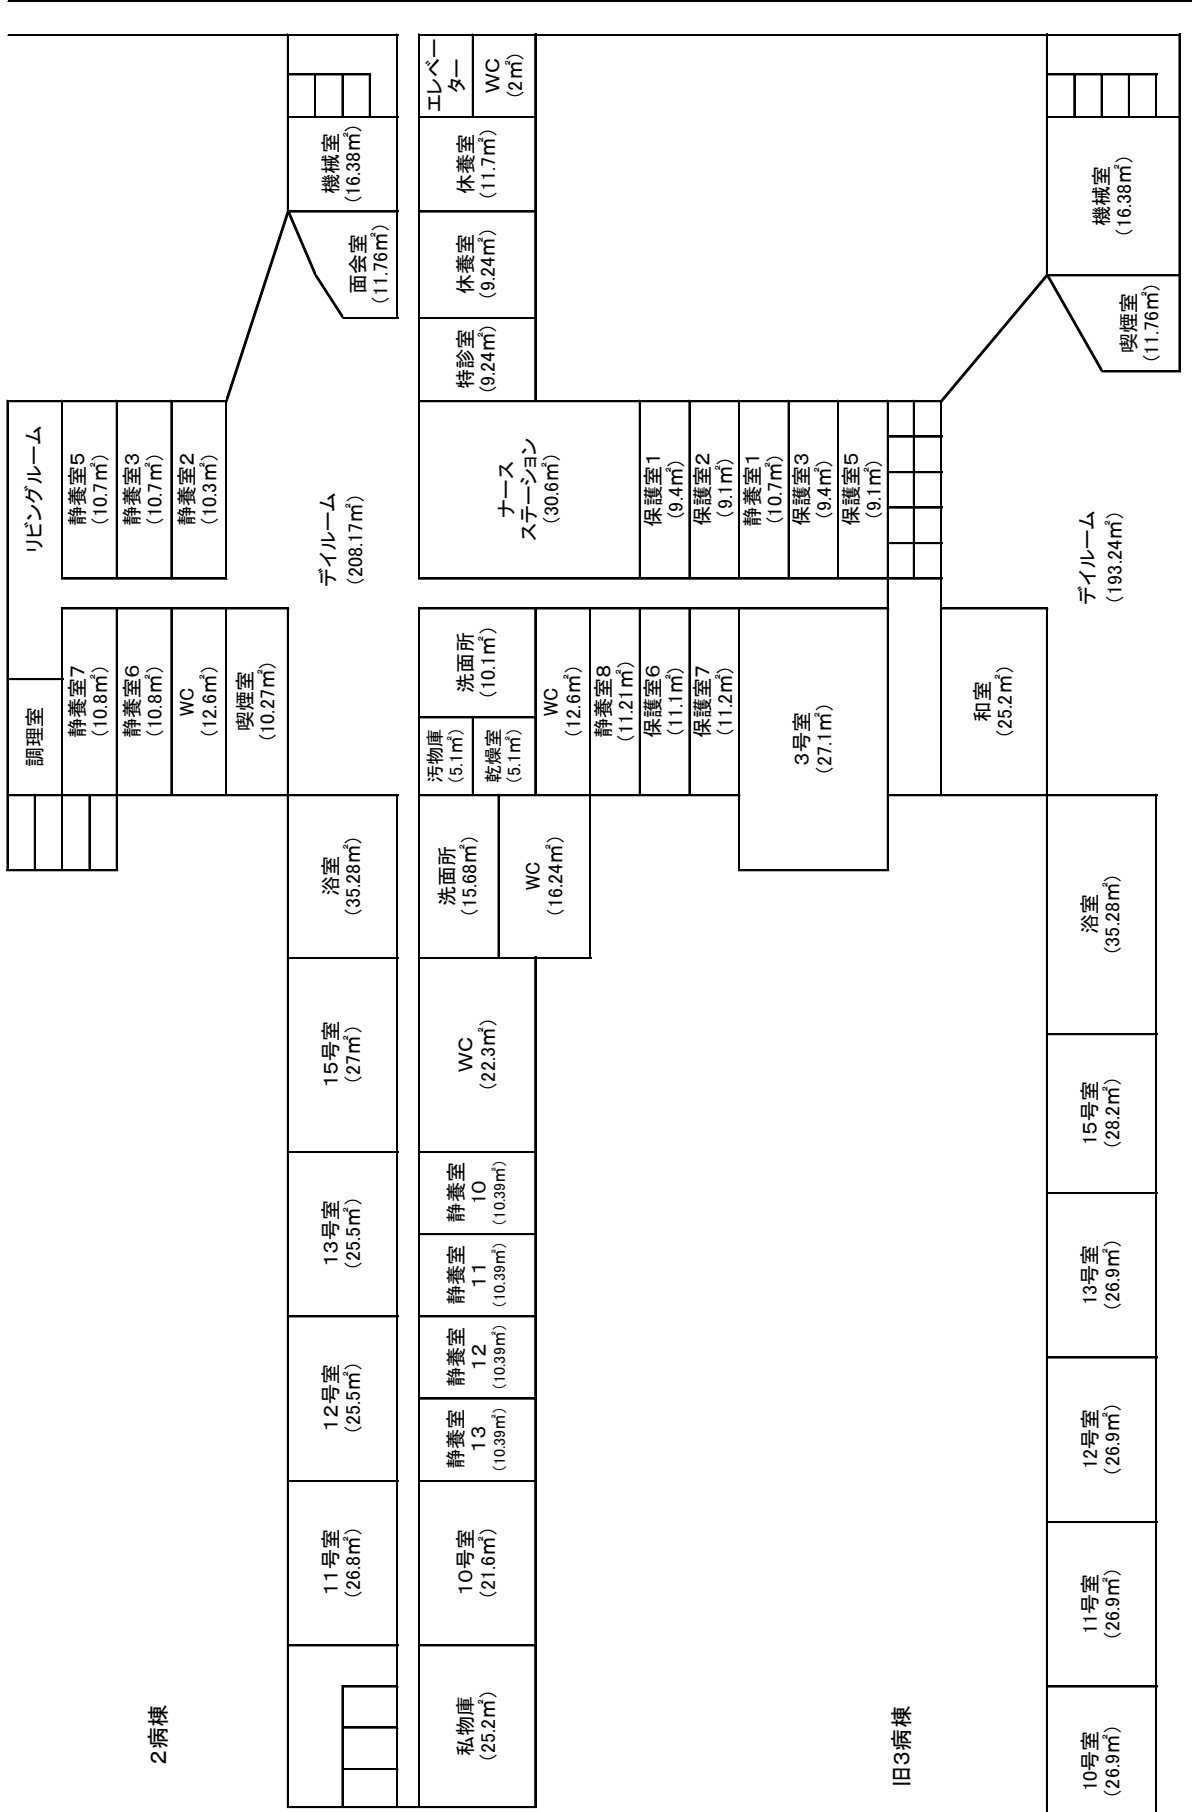 ２病棟
11号室
（26.8㎡）
12号室
（25.5㎡）
13号室
（25.5㎡）
15号室
（27㎡）
浴室
（35.28㎡）
調理室
リビングルーム
静養室７
（10.8㎡）
静養室６
（10.8㎡）
WC
（12.6㎡）
喫煙室
（10.27㎡）
静養室５
（10.7㎡）
静養室３
（10.7㎡）
静養室２
（10.3㎡）
デイルーム
（208.17㎡）
面会室
（11.76㎡）
機械室
（16.38㎡）
私物庫
（25.2㎡）
10号室
（21.6㎡）
静養室
13
（10.39㎡）
静養室
12
（10.39㎡）
静養室
11
（10.39㎡）
静養室
10
（10.39㎡）
WC
（22.3㎡）
洗面所
（15.68㎡）
WC
（16.24㎡）
汚物庫
（5.1㎡）
乾燥室
（5.1㎡）
洗面所
（10.1㎡）
WC
（12.6㎡）
静養室８
（11.21㎡）
保護室６
（11.1㎡）
保護室７
（11.2㎡）
３号室
（27.1㎡）
和室
（25.2㎡）
ナース
ステーション
（30.6㎡）
保護室１
（9.4㎡）
保護室２
（9.1㎡）
静養室１
（10.7㎡）
保護室３
（9.4㎡）
保護室５
（9.1㎡）
特診室
（9.24㎡）
休養室
（9.24㎡）
休養室
（11.7㎡）
エレベー
ター
WC
（2㎡）
旧3病棟
10号室
（26.9㎡）
11号室
（26.9㎡）
12号室
（26.9㎡）
13号室
（26.9㎡）
15号室
（28.2㎡）
浴室
（35.28㎡）
デイルーム
（193.24㎡）
喫煙室
（11.76㎡）
機械室
（16.38㎡）